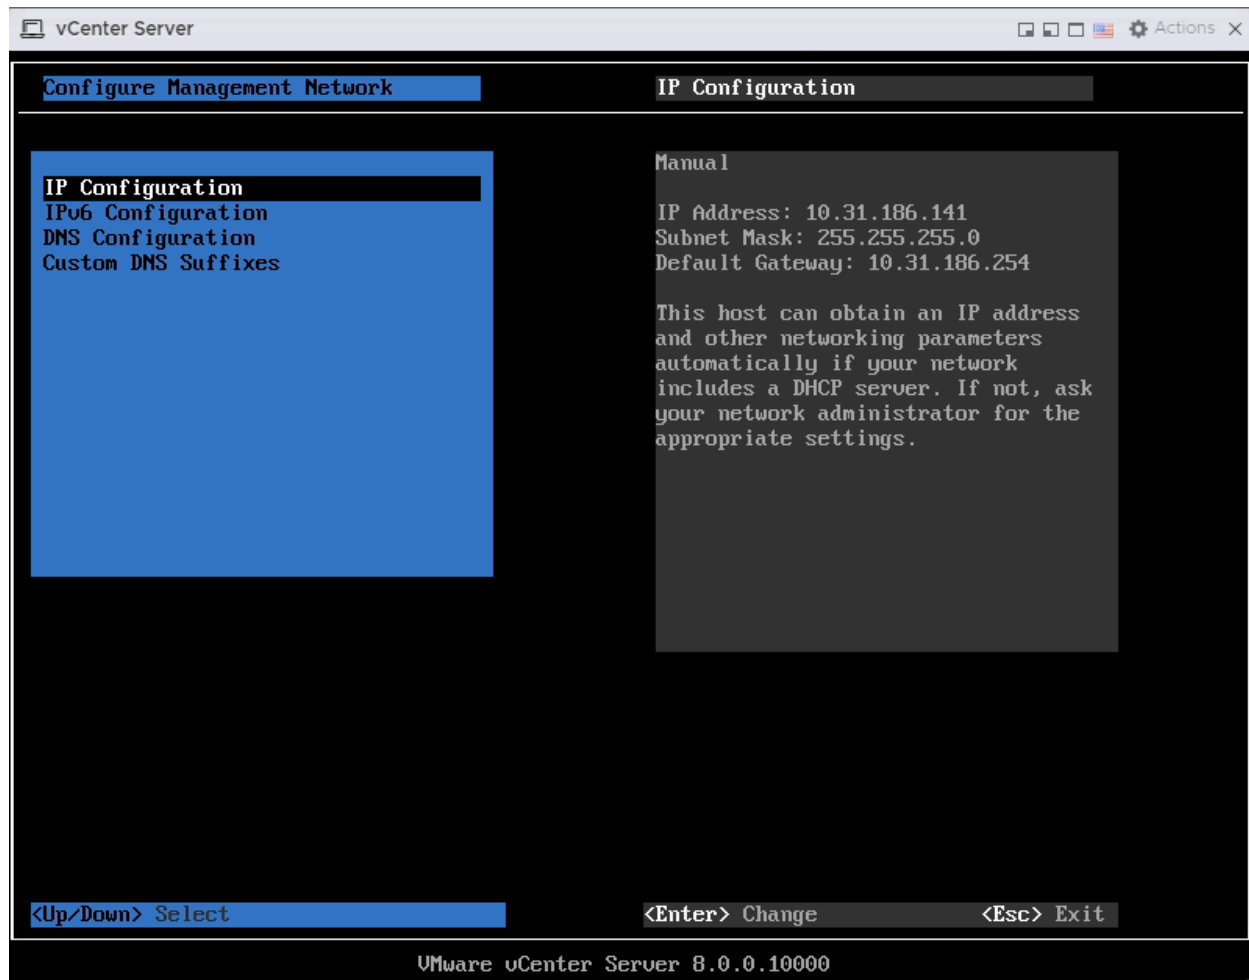 vCenter Server
Actions
Configure Management Network
IP Configuration
IP Configuration
IPv6 Configuration
DNS Configuration
Custom DNS Suffixes
Manual
IP Address: 10.31.186.141
Subnet Mask: 255.255.255.0
Default Gateway: 10.31.186.254
This host can obtain an IP address
and other networking parameters
automatically if your network
includes a DHCP server. If not, ask
your network administrator for the
appropriate settings.
<Up/Down> Select
<Enter> Change
<Esc> Exit
VMware vCenter Server 8.0.0.10000